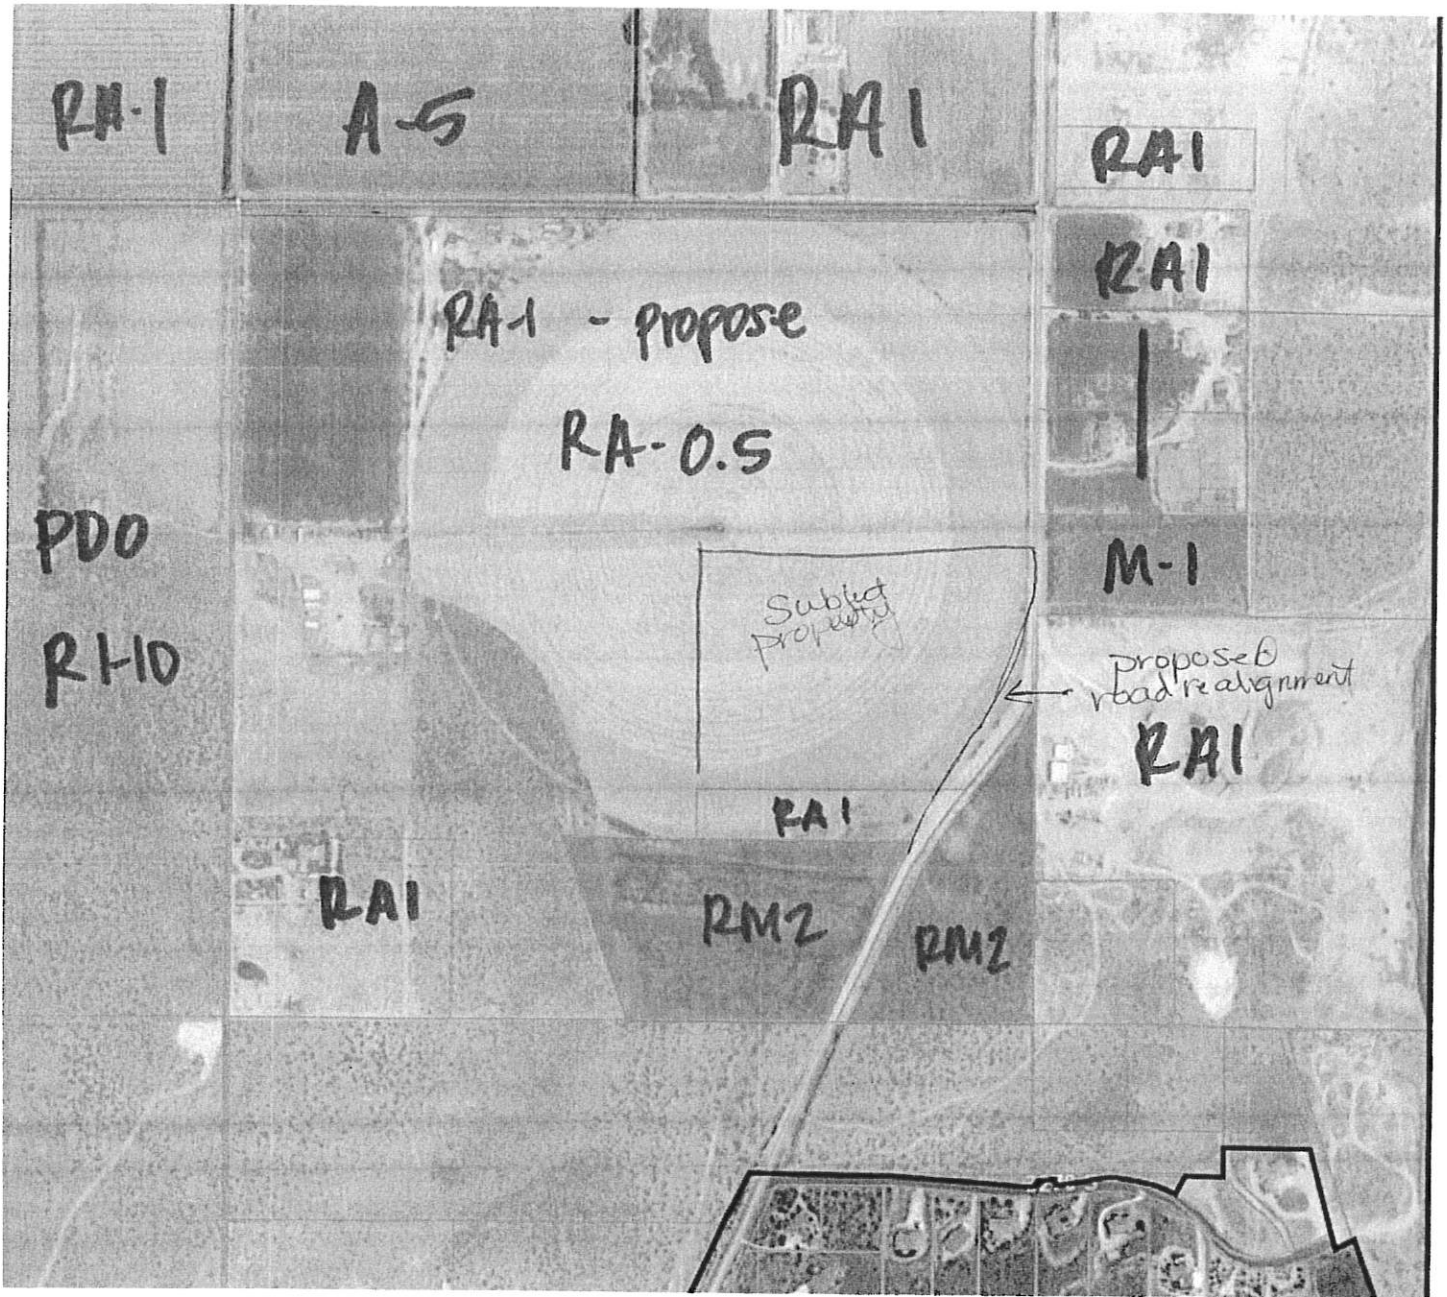 RA-1
A-5
RA1
RA1
RA1
RA-1 - propose
RA-0.5
PDO
R1-10
M-1
Subject
property
proposed
road realignment
RA1
RA1
RA1
RM2
RM2